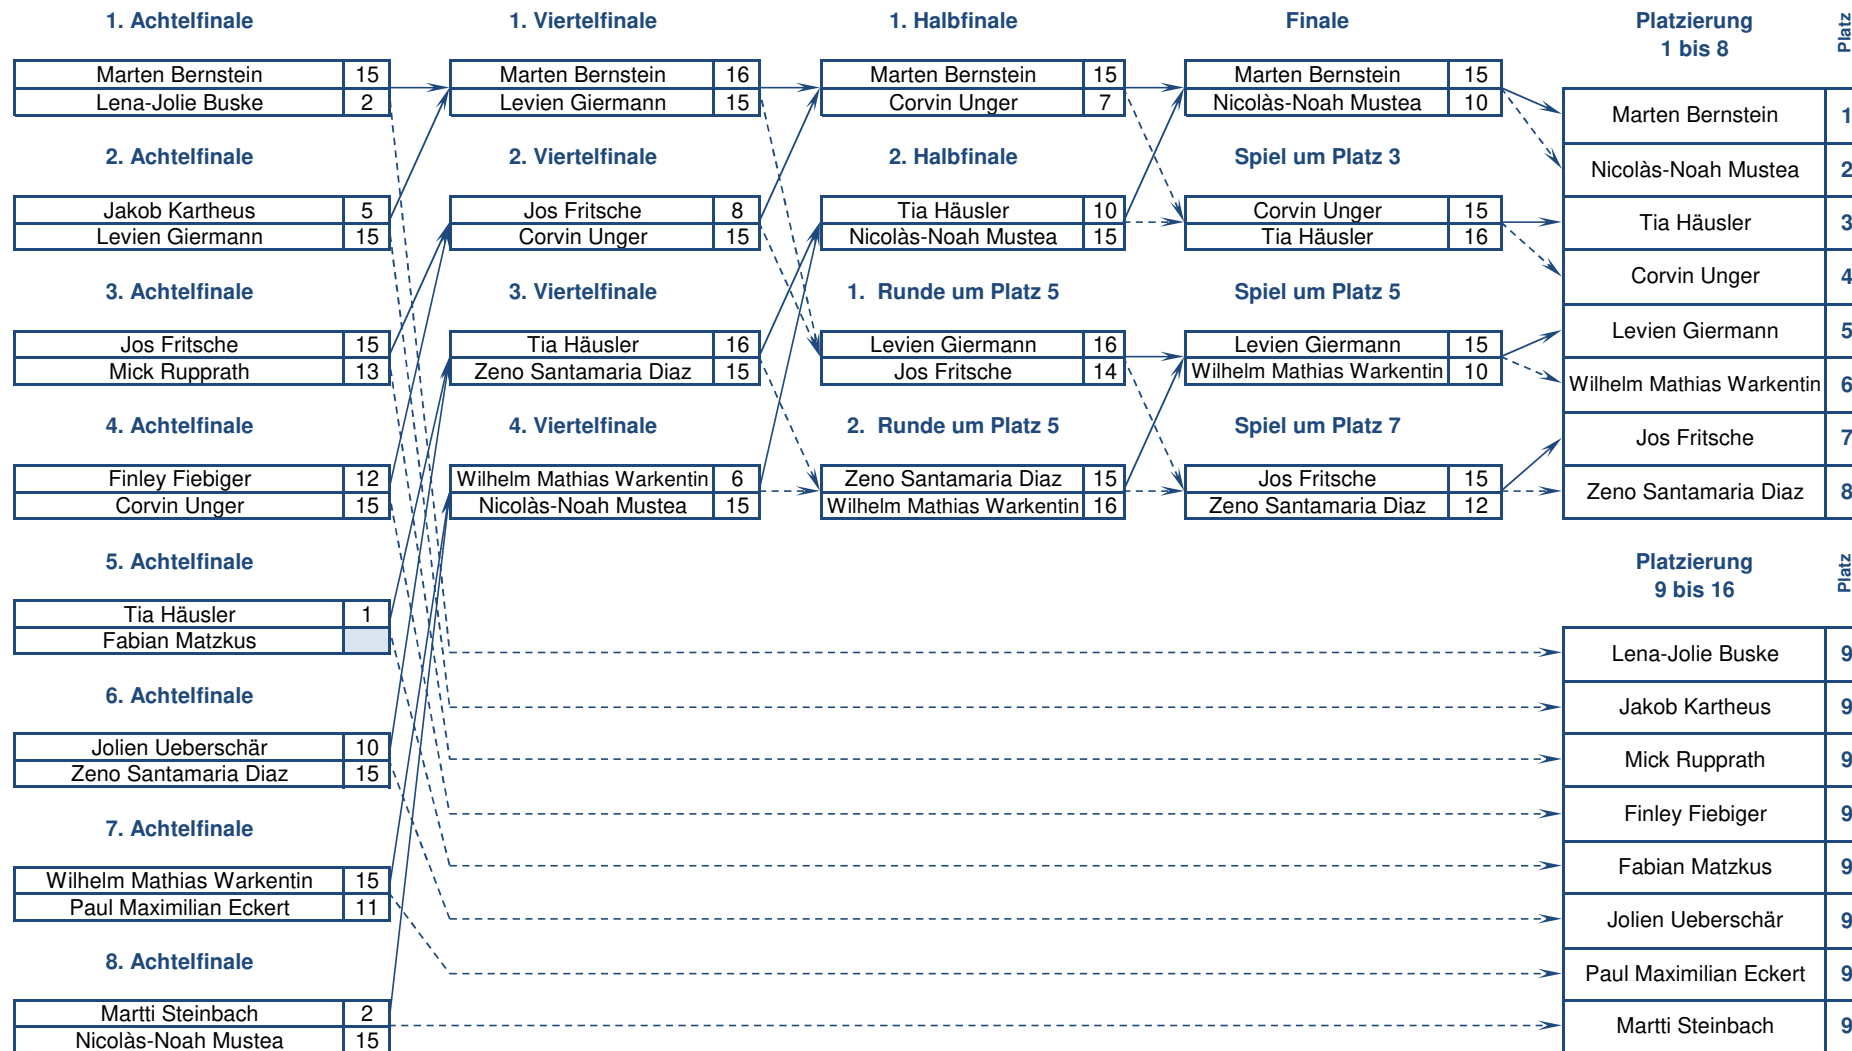 1. Achtelfinale 1. Viertelfinale 1. Halbfinale Finale Platzierung Platz
1 bis 8
Marten Bernstein 15 Marten Bernstein 16 Marten Bernstein 15 Marten Bernstein 15
Lena-Jolie Buske 2 Levien Giermann 15 Corvin Unger 7 Nicolàs-Noah Mustea 10
Marten Bernstein 1
2. Achtelfinale 2. Viertelfinale 2. Halbfinale Spiel um Platz 3
Nicolàs-Noah Mustea 2
Jakob Kartheus 5 Jos Fritsche 8 Tia Häusler 10 Corvin Unger 15
Tia Häusler 3
Levien Giermann 15 Corvin Unger 15 Nicolàs-Noah Mustea 15 Tia Häusler 16
Corvin Unger 4
3. Achtelfinale 3. Viertelfinale 1. Runde um Platz 5 Spiel um Platz 5
Levien Giermann 5
Jos Fritsche 15 Tia Häusler 16 Levien Giermann 16 Levien Giermann 15
Mick Rupprath 13 Zeno Santamaria Diaz 15 Jos Fritsche 14 Wilhelm Mathias Warkentin 10
Wilhelm Mathias Warkentin 6
4. Achtelfinale 4. Viertelfinale 2. Runde um Platz 5 Spiel um Platz 7
Jos Fritsche 7
Finley Fiebiger 12 Wilhelm Mathias Warkentin 6 Zeno Santamaria Diaz 15 Jos Fritsche 15
Zeno Santamaria Diaz 8
Corvin Unger 15 Nicolàs-Noah Mustea 15 Wilhelm Mathias Warkentin 16 Zeno Santamaria Diaz 12
5. Achtelfinale Platzierung Platz
9 bis 16
Tia Häusler 1
Fabian Matzkus
Lena-Jolie Buske 9
6. Achtelfinale
Jakob Kartheus 9
Jolien Ueberschär 10
Mick Rupprath 9
Zeno Santamaria Diaz 15
Finley Fiebiger 9
7. Achtelfinale
Fabian Matzkus 9
Wilhelm Mathias Warkentin 15
Paul Maximilian Eckert 11
Jolien Ueberschär 9
8. Achtelfinale
Paul Maximilian Eckert 9
Martti Steinbach 2
Martti Steinbach 9
Nicolàs-Noah Mustea 15